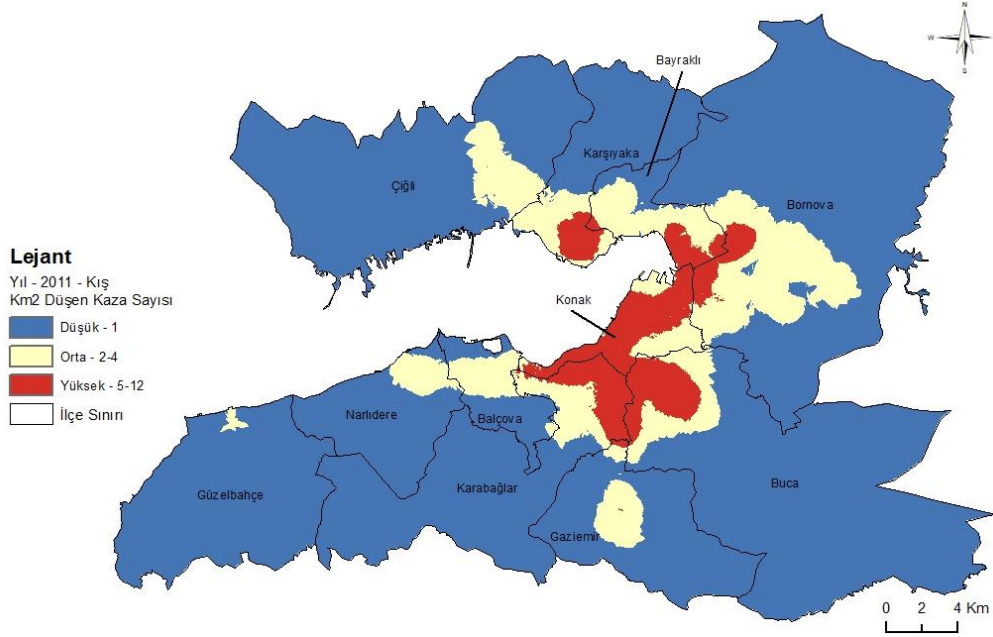 N
W
S
Bayraklı
Karşıyaka
Çiğli
Bornova
Lejant
Yıl - 2011 - Kış
Km2 Düşen Kaza Sayısı
Düşük - 1
Orta - 2-4
Yüksek - 5-12
İlçe Sınırı
Konak
Narlıdere
Balçova
Buca
Karabağlar
Güzelbahçe
Gaziemir
0 2 4 Km